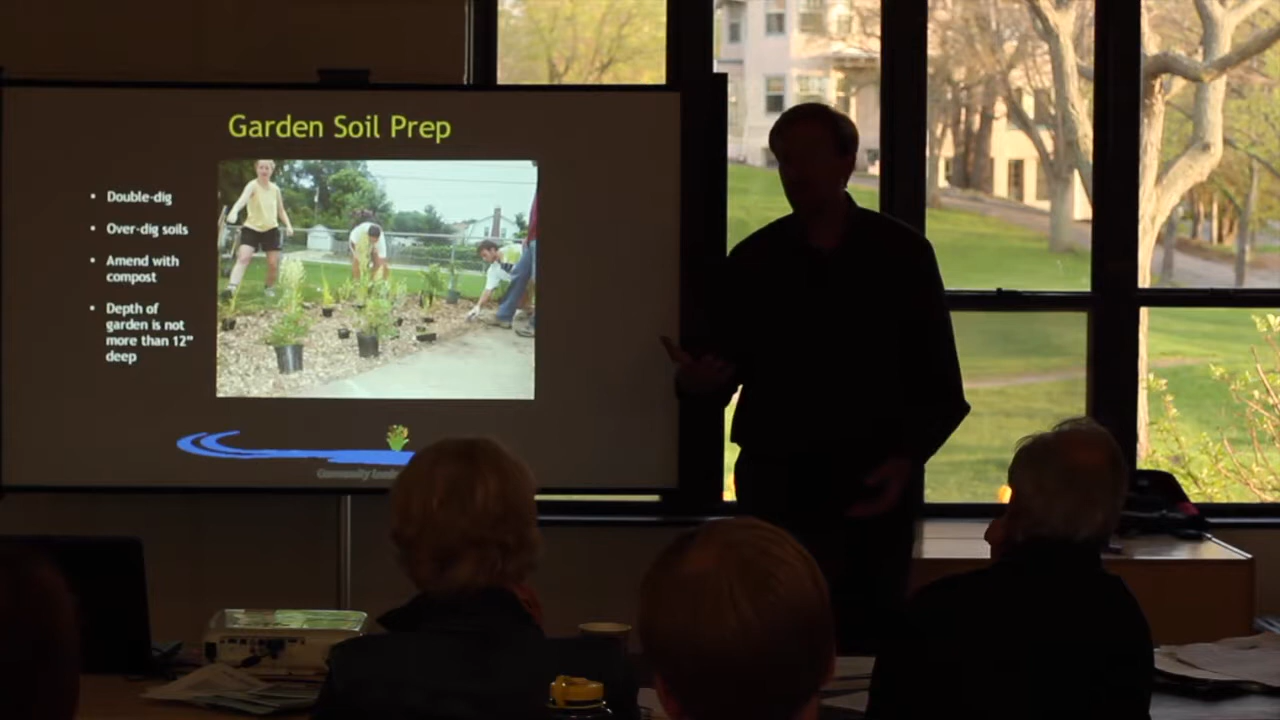 Garden Soil Prep
• Double-dig
• Over-dig soils
• Amend with
compost
• Depth of
garden is not
more than 12"
deep
Community